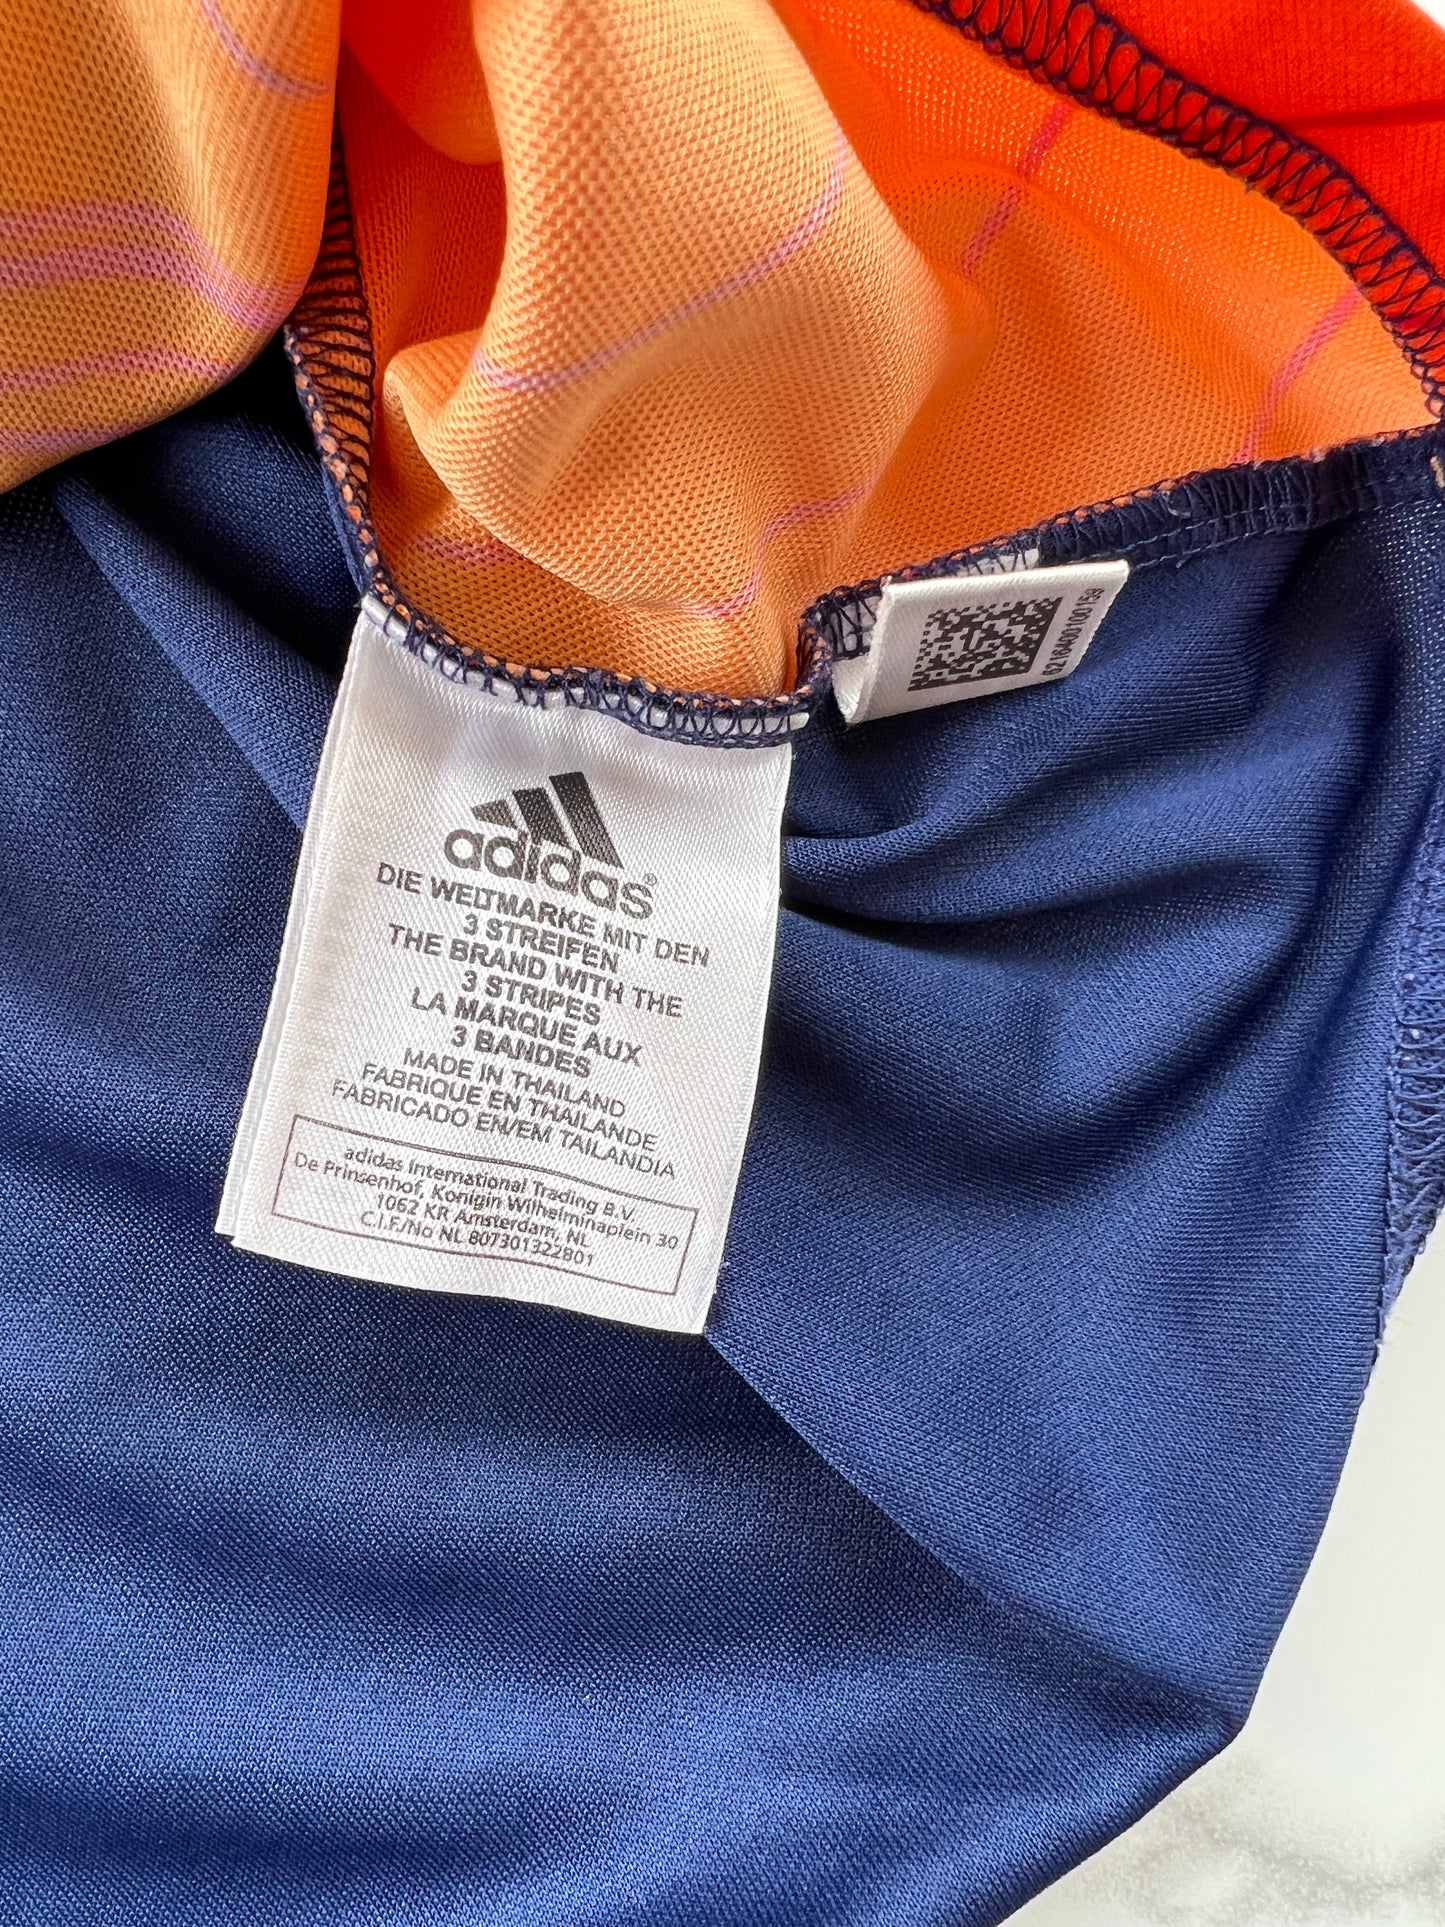 adidas®
DIE WELTMARKE MIT DEN
3 STREIFEN
THE BRAND WITH THE
3 STRIPES
LA MARQUE AUX
3 BANDES
MADE IN THAILAND
FABRIQUE EN THAILANDE
FABRICADO EN/EM TAILANDIA
adidas International Trading B.V.
De Prinsenhof, Konigin Wilhelminaplein 30
1062 KR Amsterdam, NL
C.I.F./No NL 807301322B01